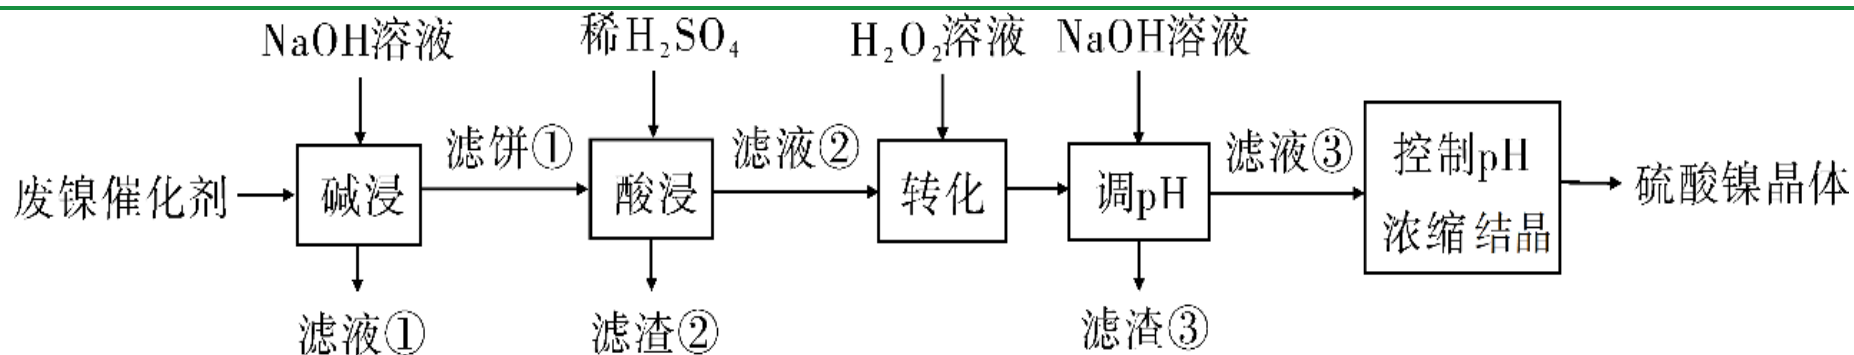 NaOH溶液
稀H₂SO₄
H₂O₂溶液
NaOH溶液
废镍催化剂
碱浸
滤饼①
酸浸
滤液②
转化
调pH
滤液③
控制pH
浓缩结晶
硫酸镍晶体
滤液①
滤渣②
滤渣③